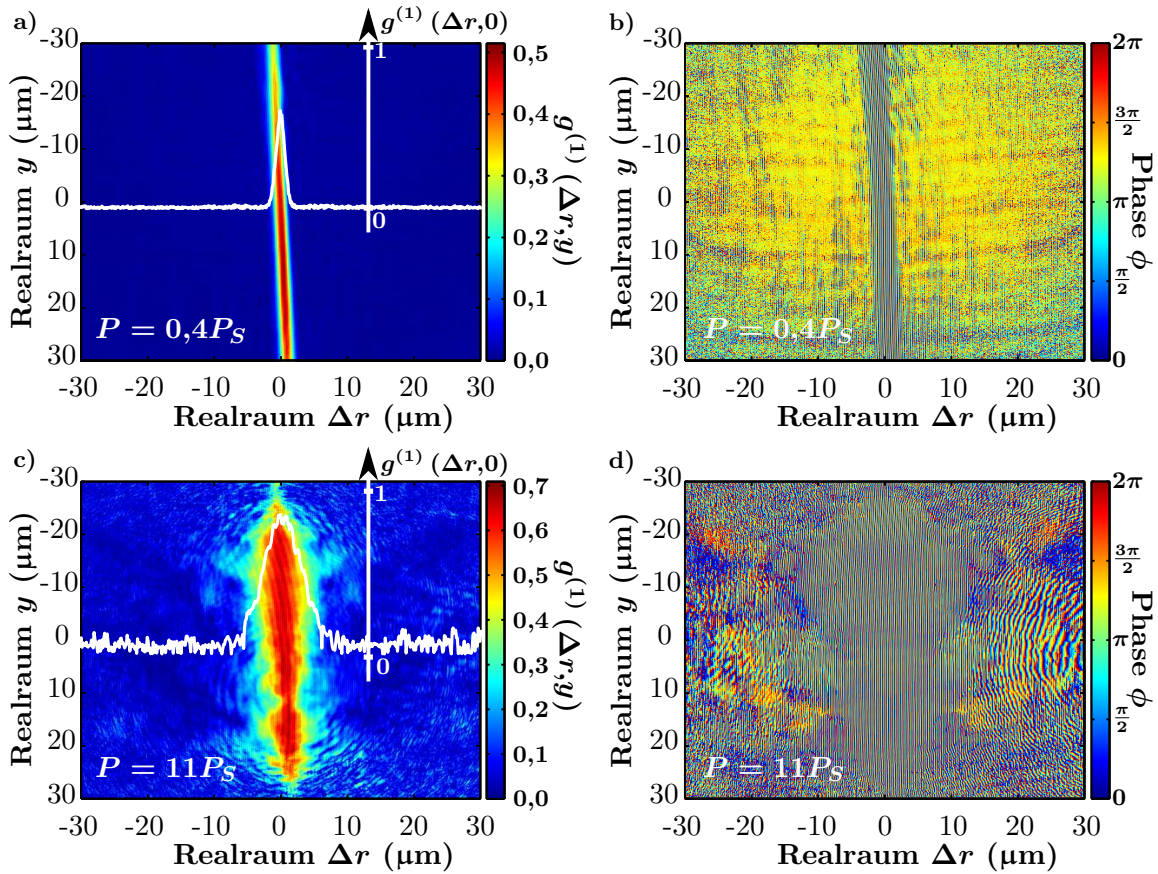 a)
g⁽¹⁾ (Δr,0)
1
0
-30
-20
-10
0
10
20
30
Realraum y (μm)
P = 0,4P_S
-30 -20 -10 0 10 20 30
Realraum Δr (μm)
0,5
0,4
0,3
0,2
0,1
0,0
g⁽¹⁾ (Δr,y)
b)
-30
-20
-10
0
10
20
30
Realraum y (μm)
P = 0,4P_S
-30 -20 -10 0 10 20 30
Realraum Δr (μm)
2π
3π/2
π
π/2
0
Phase ϕ
c)
g⁽¹⁾ (Δr,0)
1
0
-30
-20
-10
0
10
20
30
Realraum y (μm)
P = 11P_S
-30 -20 -10 0 10 20 30
Realraum Δr (μm)
0,7
0,6
0,5
0,4
0,3
0,2
0,1
0,0
g⁽¹⁾ (Δr,y)
d)
-30
-20
-10
0
10
20
30
Realraum y (μm)
P = 11P_S
-30 -20 -10 0 10 20 30
Realraum Δr (μm)
2π
3π/2
π
π/2
0
Phase ϕ